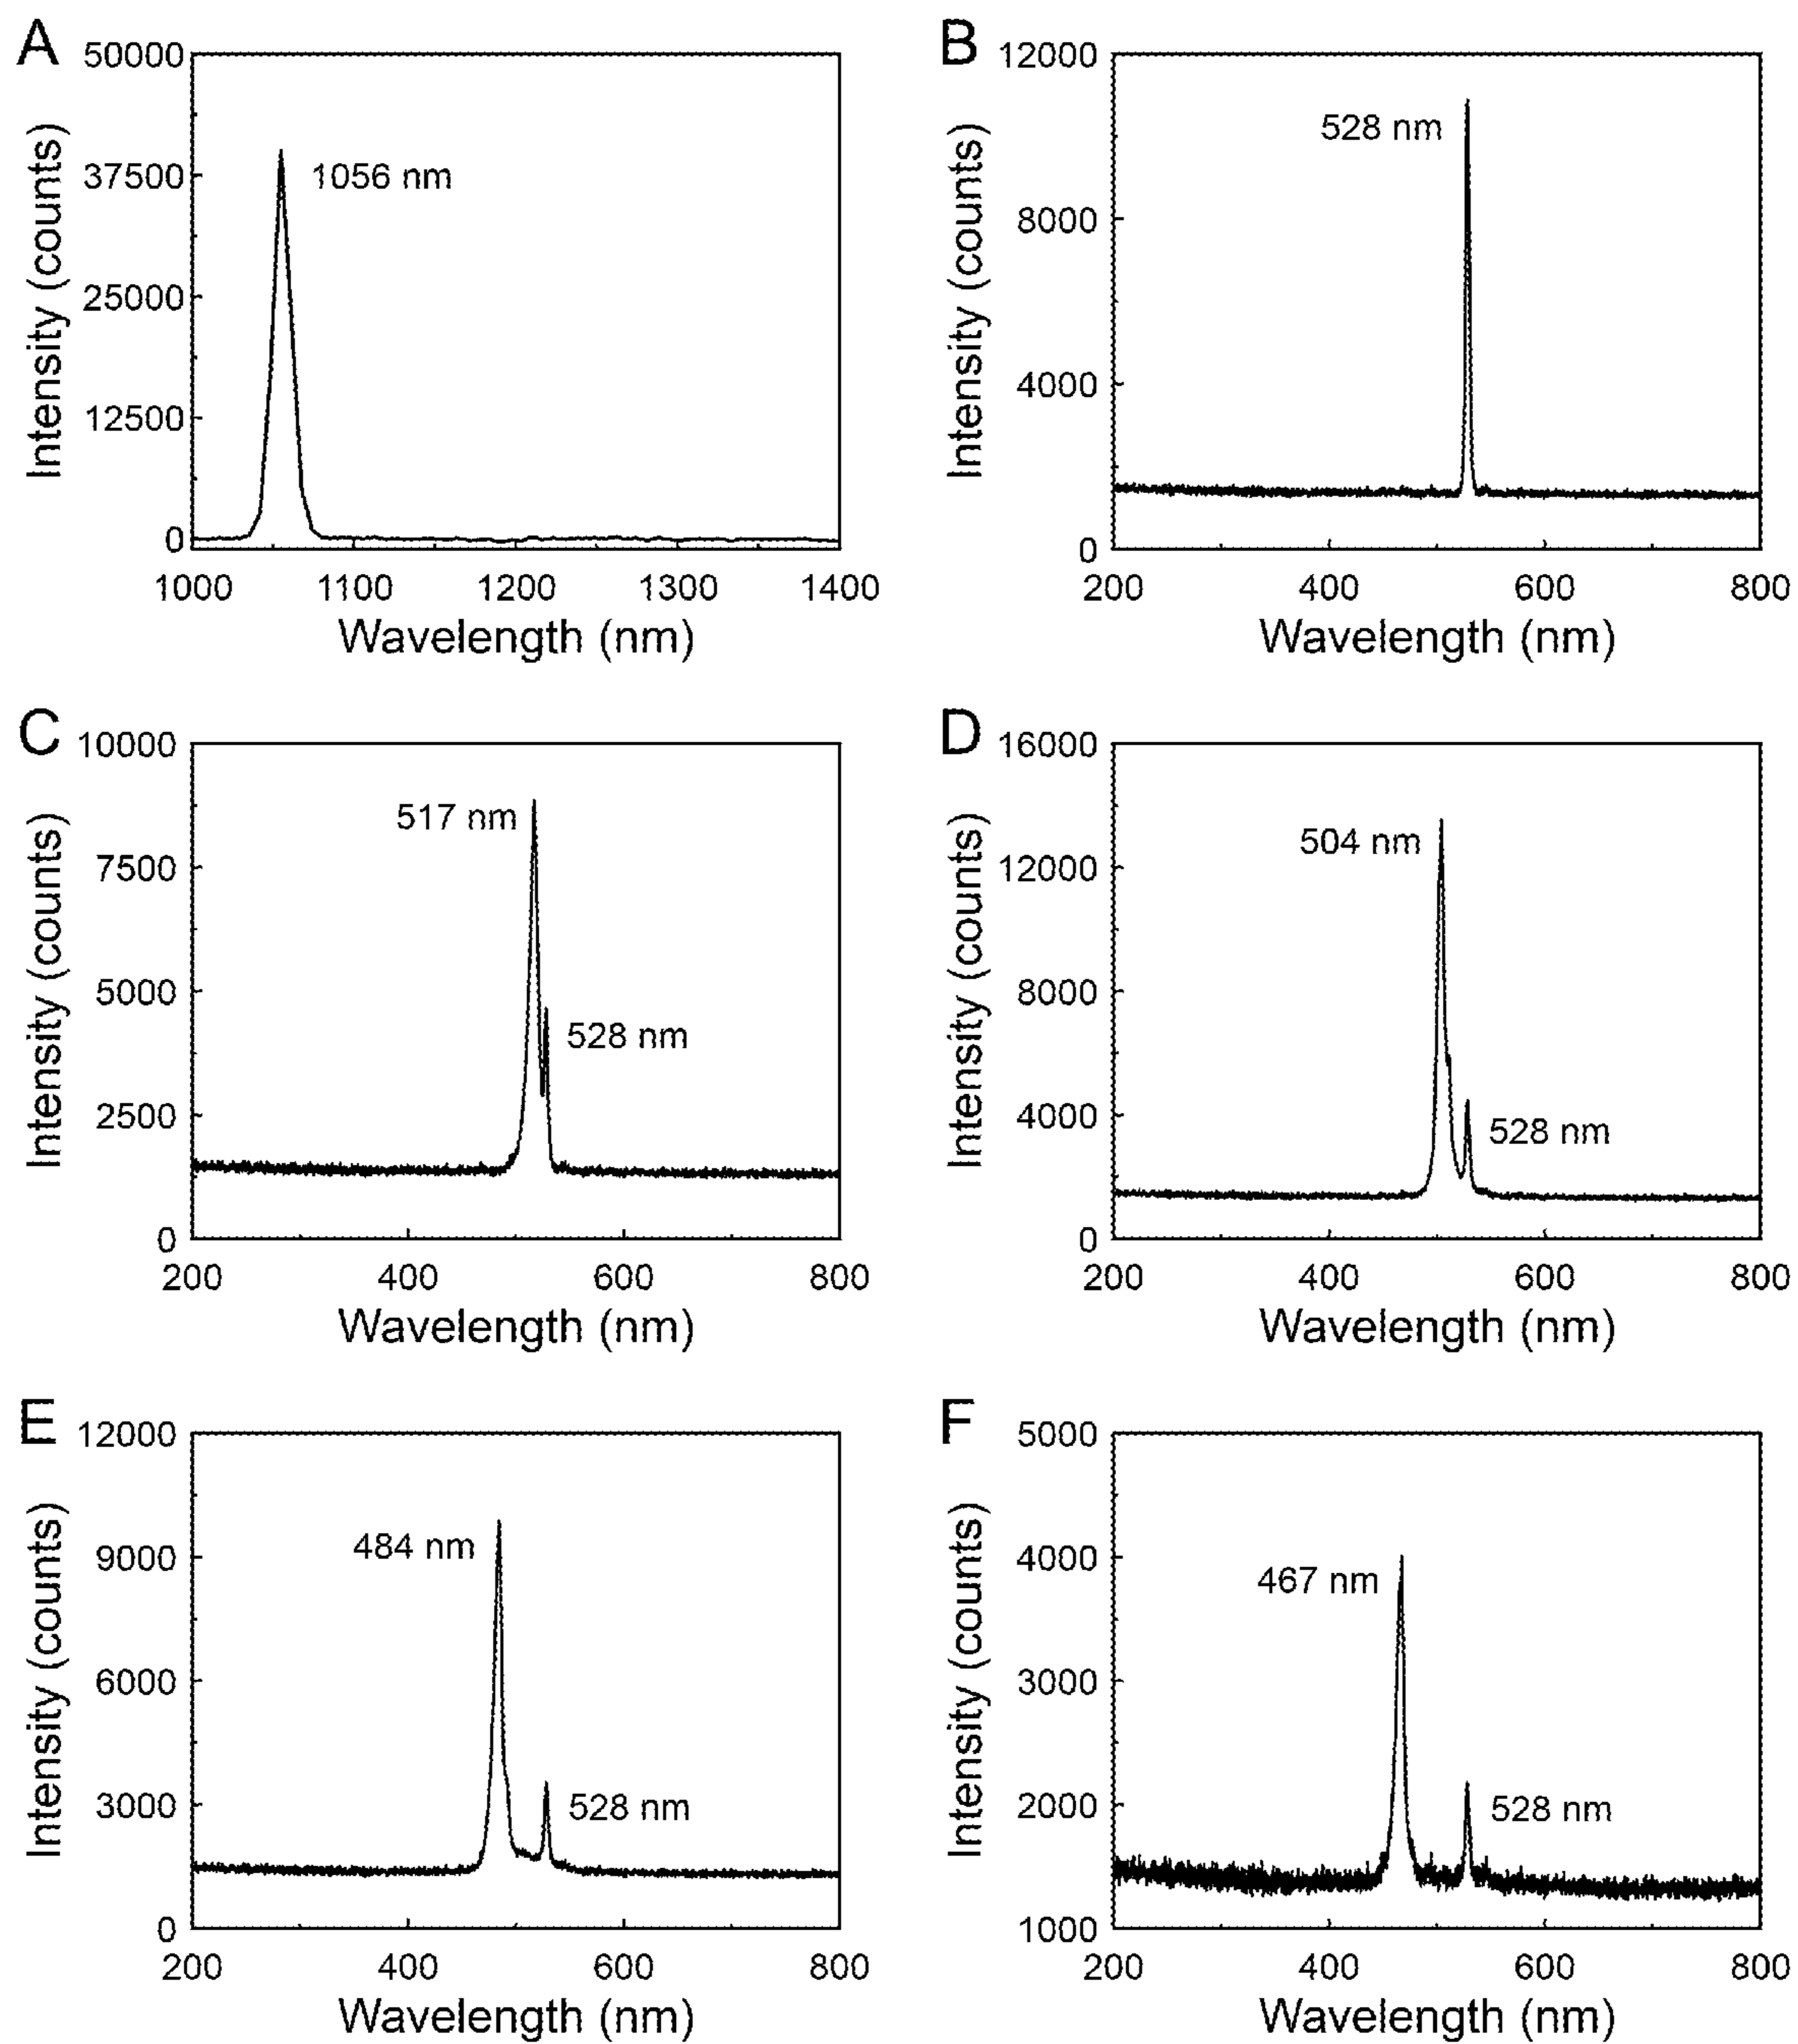 A
50000
37500
25000
12500
0
Intensity (counts)
1056 nm
1000 1100 1200 1300 1400
Wavelength (nm)
B
12000
8000
4000
0
Intensity (counts)
528 nm
200 400 600 800
Wavelength (nm)
C
10000
7500
5000
2500
0
Intensity (counts)
517 nm
528 nm
200 400 600 800
Wavelength (nm)
D
16000
12000
8000
4000
0
Intensity (counts)
504 nm
528 nm
200 400 600 800
Wavelength (nm)
E
12000
9000
6000
3000
0
Intensity (counts)
484 nm
528 nm
200 400 600 800
Wavelength (nm)
F
5000
4000
3000
2000
1000
Intensity (counts)
467 nm
528 nm
200 400 600 800
Wavelength (nm)